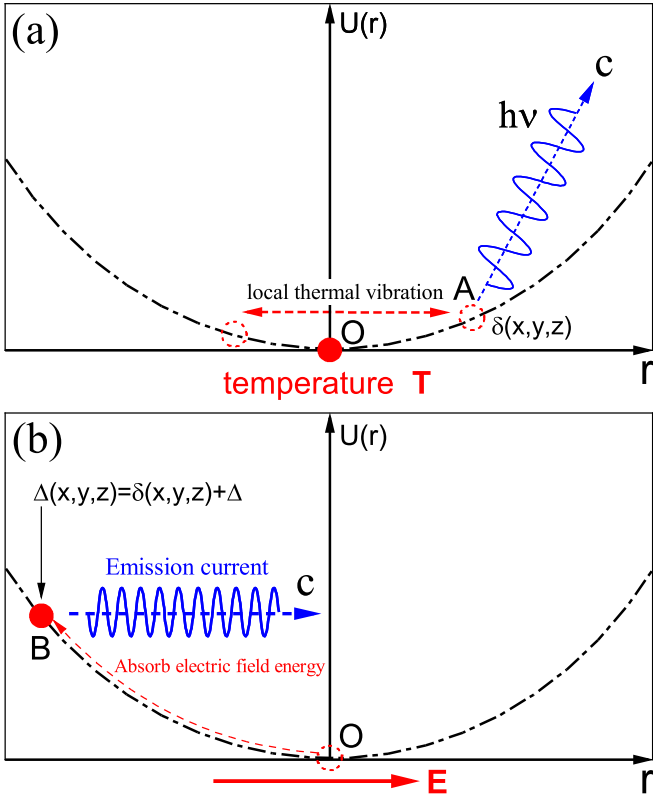 (a)
U(r)
c
hν
local thermal vibration
A
O
δ(x,y,z)
r
temperature T
(b)
U(r)
Δ(x,y,z)=δ(x,y,z)+Δ
Emission current
c
B
Absorb electric field energy
O
r
E